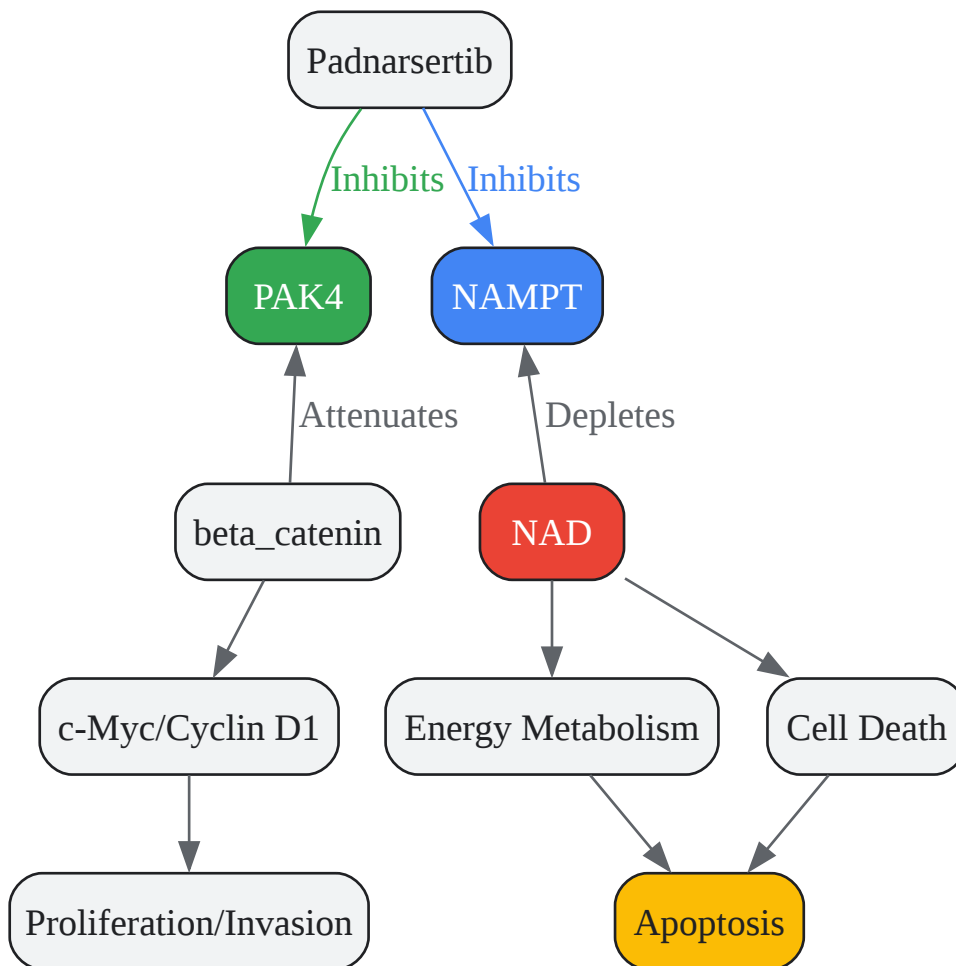 Padnarsertib
Inhibits
Inhibits
PAK4
NAMPT
Attenuates
Depletes
beta_catenin
NAD
c-Myc/Cyclin D1
Energy Metabolism
Cell Death
Proliferation/Invasion
Apoptosis